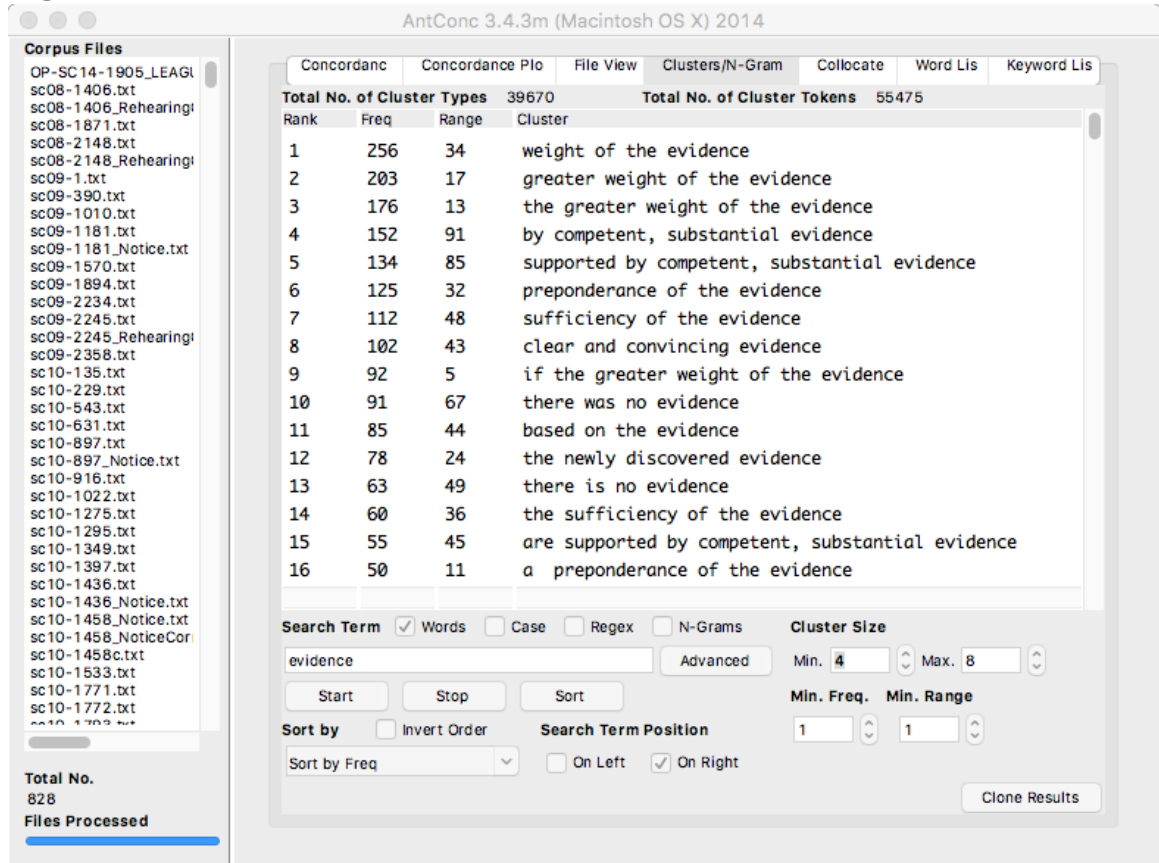 AntConc 3.4.3m (Macintosh OS X) 2014
Corpus Files
OP-SC14-1905_LEAGU
sc08-1406.txt
sc08-1406_Rehearing
sc08-1871.txt
sc08-2148.txt
sc08-2148_Rehearing
sc09-1.txt
sc09-390.txt
sc09-1010.txt
sc09-1181.txt
sc09-1181_Notice.txt
sc09-1570.txt
sc09-1894.txt
sc09-2234.txt
sc09-2245.txt
sc09-2245_Rehearing
sc09-2358.txt
sc10-135.txt
sc10-229.txt
sc10-543.txt
sc10-631.txt
sc10-897.txt
sc10-897_Notice.txt
sc10-916.txt
sc10-1022.txt
sc10-1275.txt
sc10-1295.txt
sc10-1349.txt
sc10-1397.txt
sc10-1436.txt
sc10-1436_Notice.txt
sc10-1458_Notice.txt
sc10-1458_NoticeCor
sc10-1458c.txt
sc10-1533.txt
sc10-1771.txt
sc10-1772.txt
Total No.
828
Files Processed
Concordanc Concordance Plo File View Clusters/N-Gram Collocate Word Lis Keyword Lis
Total No. of Cluster Types 39670 Total No. of Cluster Tokens 55475
Rank Freq Range Cluster
1 256 34 weight of the evidence
2 203 17 greater weight of the evidence
3 176 13 the greater weight of the evidence
4 152 91 by competent, substantial evidence
5 134 85 supported by competent, substantial evidence
6 125 32 preponderance of the evidence
7 112 48 sufficiency of the evidence
8 102 43 clear and convincing evidence
9 92 5 if the greater weight of the evidence
10 91 67 there was no evidence
11 85 44 based on the evidence
12 78 24 the newly discovered evidence
13 63 49 there is no evidence
14 60 36 the sufficiency of the evidence
15 55 45 are supported by competent, substantial evidence
16 50 11 a preponderance of the evidence
Search Term Words Case Regex N-Grams Cluster Size
evidence Advanced Min. 4 Max. 8
Start Stop Sort Min. Freq. Min. Range
Sort by Invert Order Search Term Position 1 1
Sort by Freq On Left On Right
Clone Results